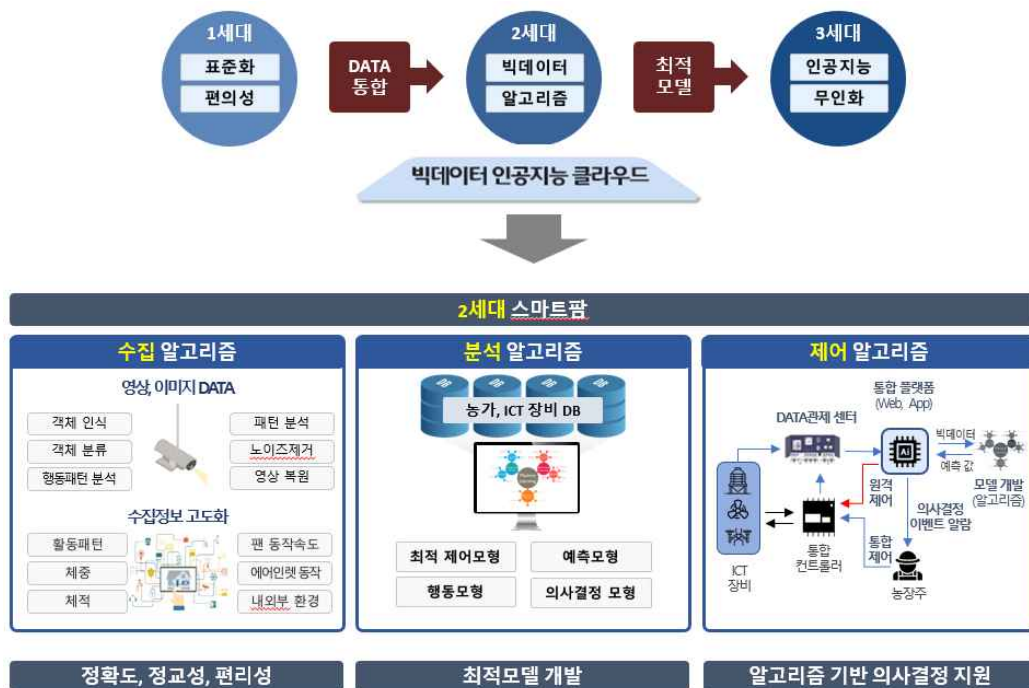 1세대
표준화
편의성
DATA
통합
2세대
빅데이터
알고리즘
최적
모델
3세대
인공지능
무인화
빅데이터 인공지능 클라우드
2세대 스마트팜
수집 알고리즘
영상, 이미지 DATA
객체 인식
객체 분류
행동패턴 분석
패턴 분석
노이즈제거
영상 복원
수집정보 고도화
활동패턴
체중
체적
팬 동작속도
에어인렛 동작
내외부 환경
정확도, 정교성, 편리성
분석 알고리즘
농가, ICT 장비 DB
최적 제어모형
예측모형
행동모형
의사결정 모형
최적모델 개발
제어 알고리즘
통합 플랫폼
(Web, App)
DATA관제 센터
AI
빅데이터
예측 값
모델 개발
(알고리즘)
원격
제어
의사결정
이벤트 알람
통합
제어
ICT
장비
통합
컨트롤러
농장주
알고리즘 기반 의사결정 지원